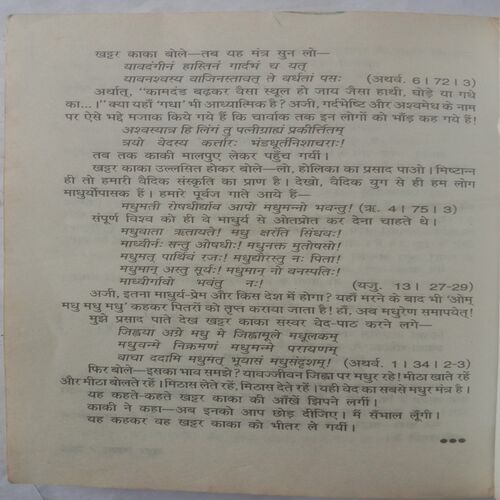 खट्टर काका बोले—तब यह मंत्र सुन लो—
यावदंगीनं हास्तिनं गार्दभं च यत्
यावनश्वस्य वाजिनस्तावत् ते वर्धतां पसः (अथर्व. 6।72।3)
अर्थात्, “कामदंड बढ़कर वैसा स्थूल हो जाय जैसा हाथी, घोड़े या गधे
का...।” क्या यहाँ 'गधा' भी आध्यात्मिक है? अजी, गर्दभेष्टि और अश्वमेध के नाम
पर ऐसे भद्दे मजाक किये गये हैं कि चार्वाक तक इन लोगों को भाँड़ कह गये हैं!
अश्वस्यात्र हि लिंगं तु पत्नीग्राह्यं प्रकीर्त्तितम्
त्रयो वेदस्य कर्त्तारः भंडधूर्तनिशाचराः!
तब तक काकी मालपुए लेकर पहुँच गयीं।
खट्टर काका उल्लसित होकर बोले—लो, होलिका का प्रसाद पाओ। मिष्टान्न
ही तो हमारी वैदिक संस्कृति का प्राण है। देखो, वैदिक युग से ही हम लोग
माधुर्योपासक हैं। हमारे पूर्वज गाते आये हैं—
मधुमती रोषधीर्द्याव आपो मधुमन्नो भवन्तु! (ऋ. 4।75।3)
संपूर्ण विश्व को ही वे माधुर्य से ओतप्रोत कर देना चाहते थे।
मधुवाता ऋतायते! मधु क्षरंति सिंधवः!
माध्वीर्नः सन्तु ओषधीः! मधुनक्त मुतोषसो!
मधुमत् पार्थिवं रजः! मधुद्यौरस्तु नः पिता!
मधुमान् अस्तु सूर्यः! मधुमान् नो वनस्पतिः!
माध्वीर्गावो भवंतु नः! (यजु. 13। 27-29)
अजी, इतना माधुर्य-प्रेम और किस देश में होगा? यहाँ मरने के बाद भी 'ओम्
मधु मधु मधु' कहकर पितरों को तृप्त कराया जाता है! हाँ, अब मधुरेण समापयेत्!
मुझे प्रसाद पाते देख खट्टर काका सस्वर वेद-पाठ करने लगे—
जिह्वया अग्रे मधु मे जिह्वामूले मधूलकम्
मधुवन्मे निक्रमणं मधुमन्मे परायणम्
वाचा ददामि मधुमत् भूयासं मधुसंदृशम्! (अथर्व. 1।34।2-3)
फिर बोले—इसका भाव समझे? यावज्जीवन जिह्वा पर मधुर रहे! मीठा खाते रहें
और मीठा बोलते रहें। मिठास लेते रहें, मिठास देते रहें। यही वेद का सबसे मधुर मंत्र है।
यह कहते-कहते खट्टर काका की आँखें झिपने लगीं।
काकी ने कहा—अब इनको आप छोड़ दीजिए। मैं सँभाल लूँगी।
यह कहकर वह खट्टर काका को भीतर ले गयीं।
●●●